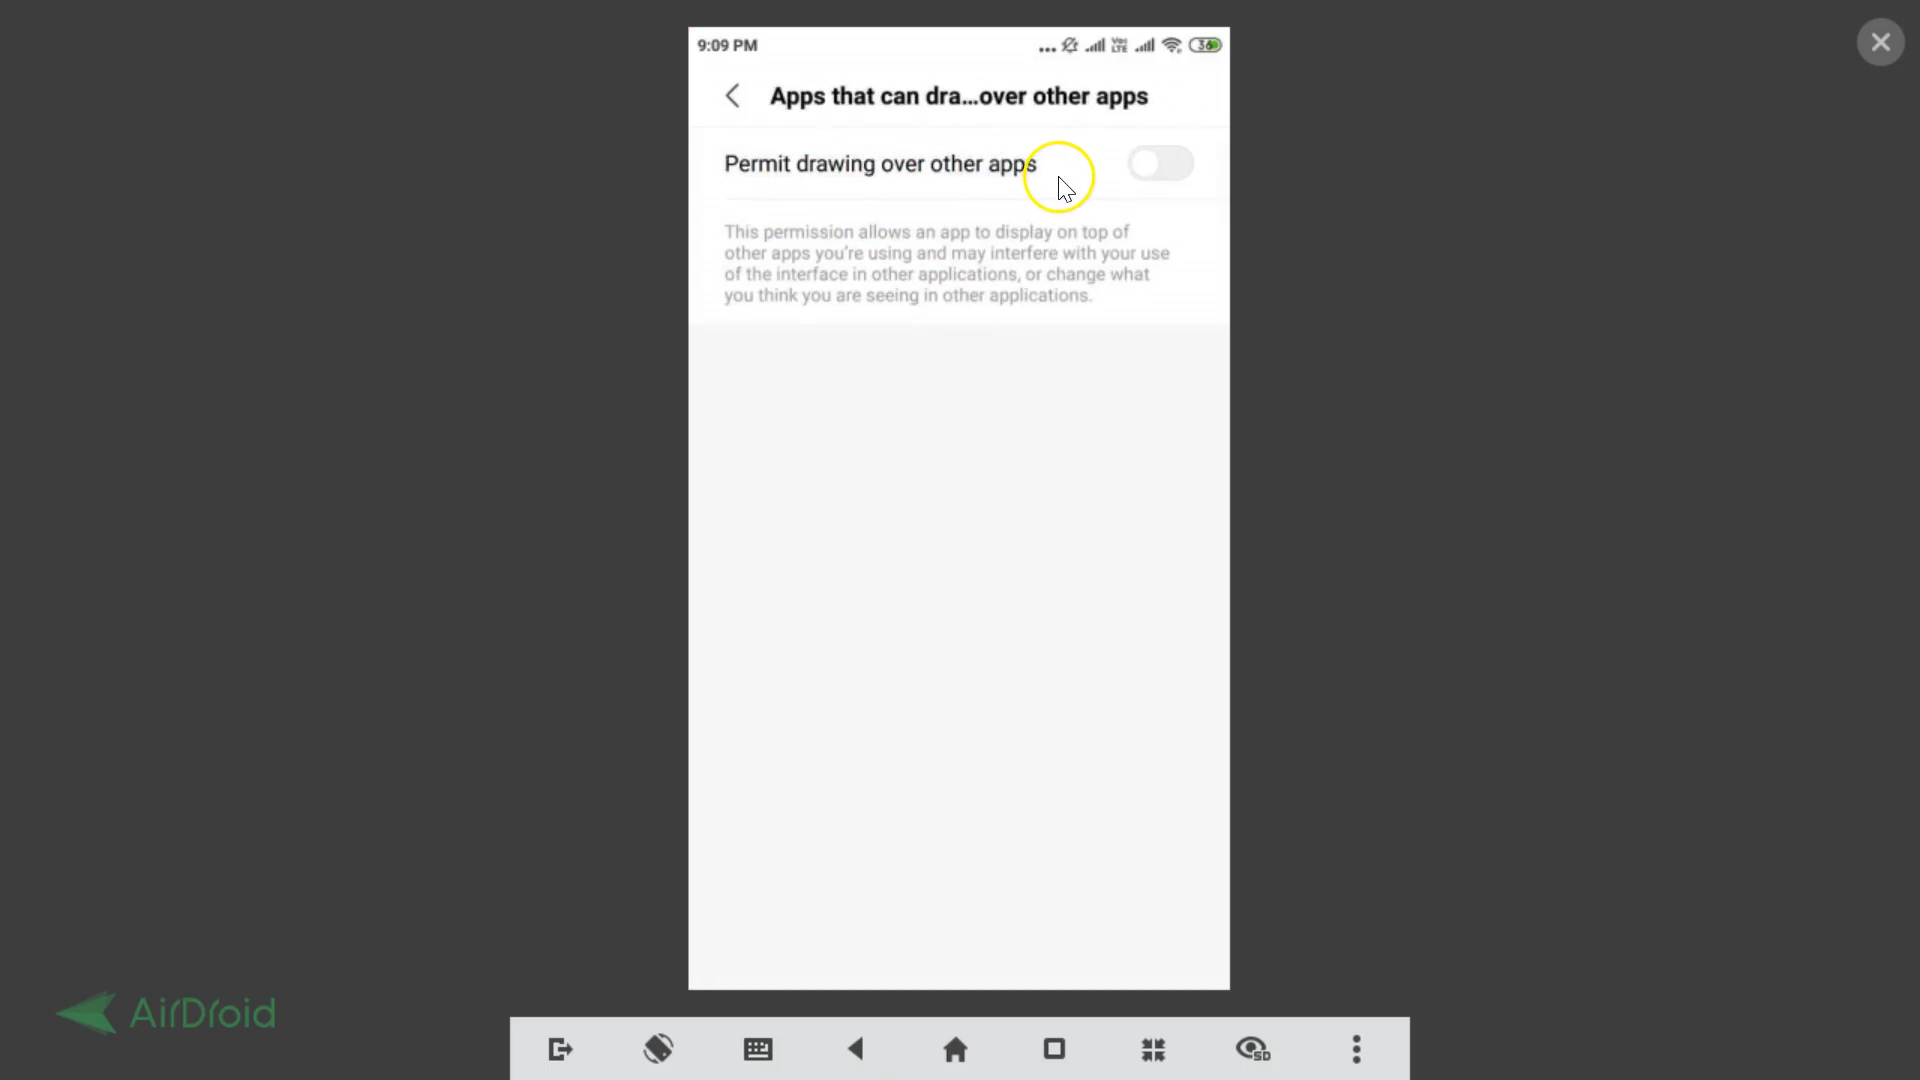 9:09 PM
Apps that can dra...over other apps
Permit drawing over other apps
This permission allows an app to display on top of
other apps you're using and may interfere with your use
of the interface in other applications, or change what
you think you are seeing in other applications.
AirDroid
SD